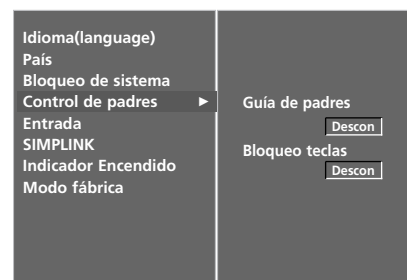 Idioma(language)
País
Bloqueo de sistema
Control de padres ►
Entrada
SIMPLINK
Indicador Encendido
Modo fábrica
Guía de padres
Descon
Bloqueo teclas
Descon